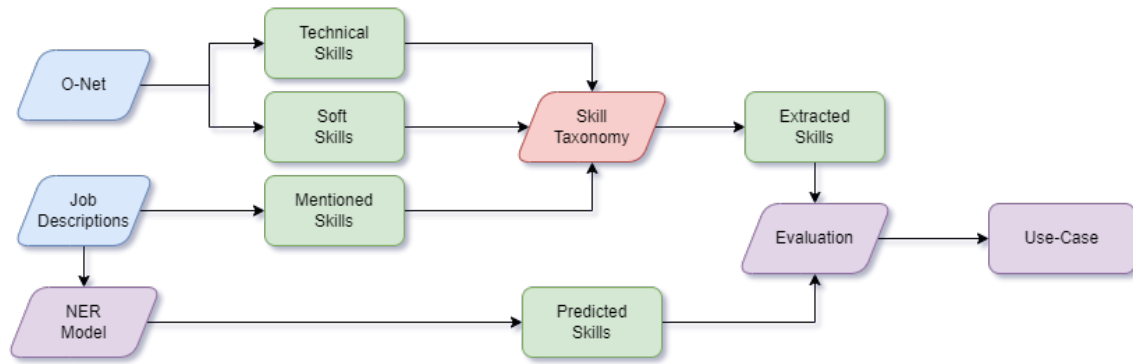 Technical
Skills
O-Net
Soft
Skills
Skill
Taxonomy
Extracted
Skills
Job
Descriptions
Mentioned
Skills
Evaluation
Use-Case
NER
Model
Predicted
Skills